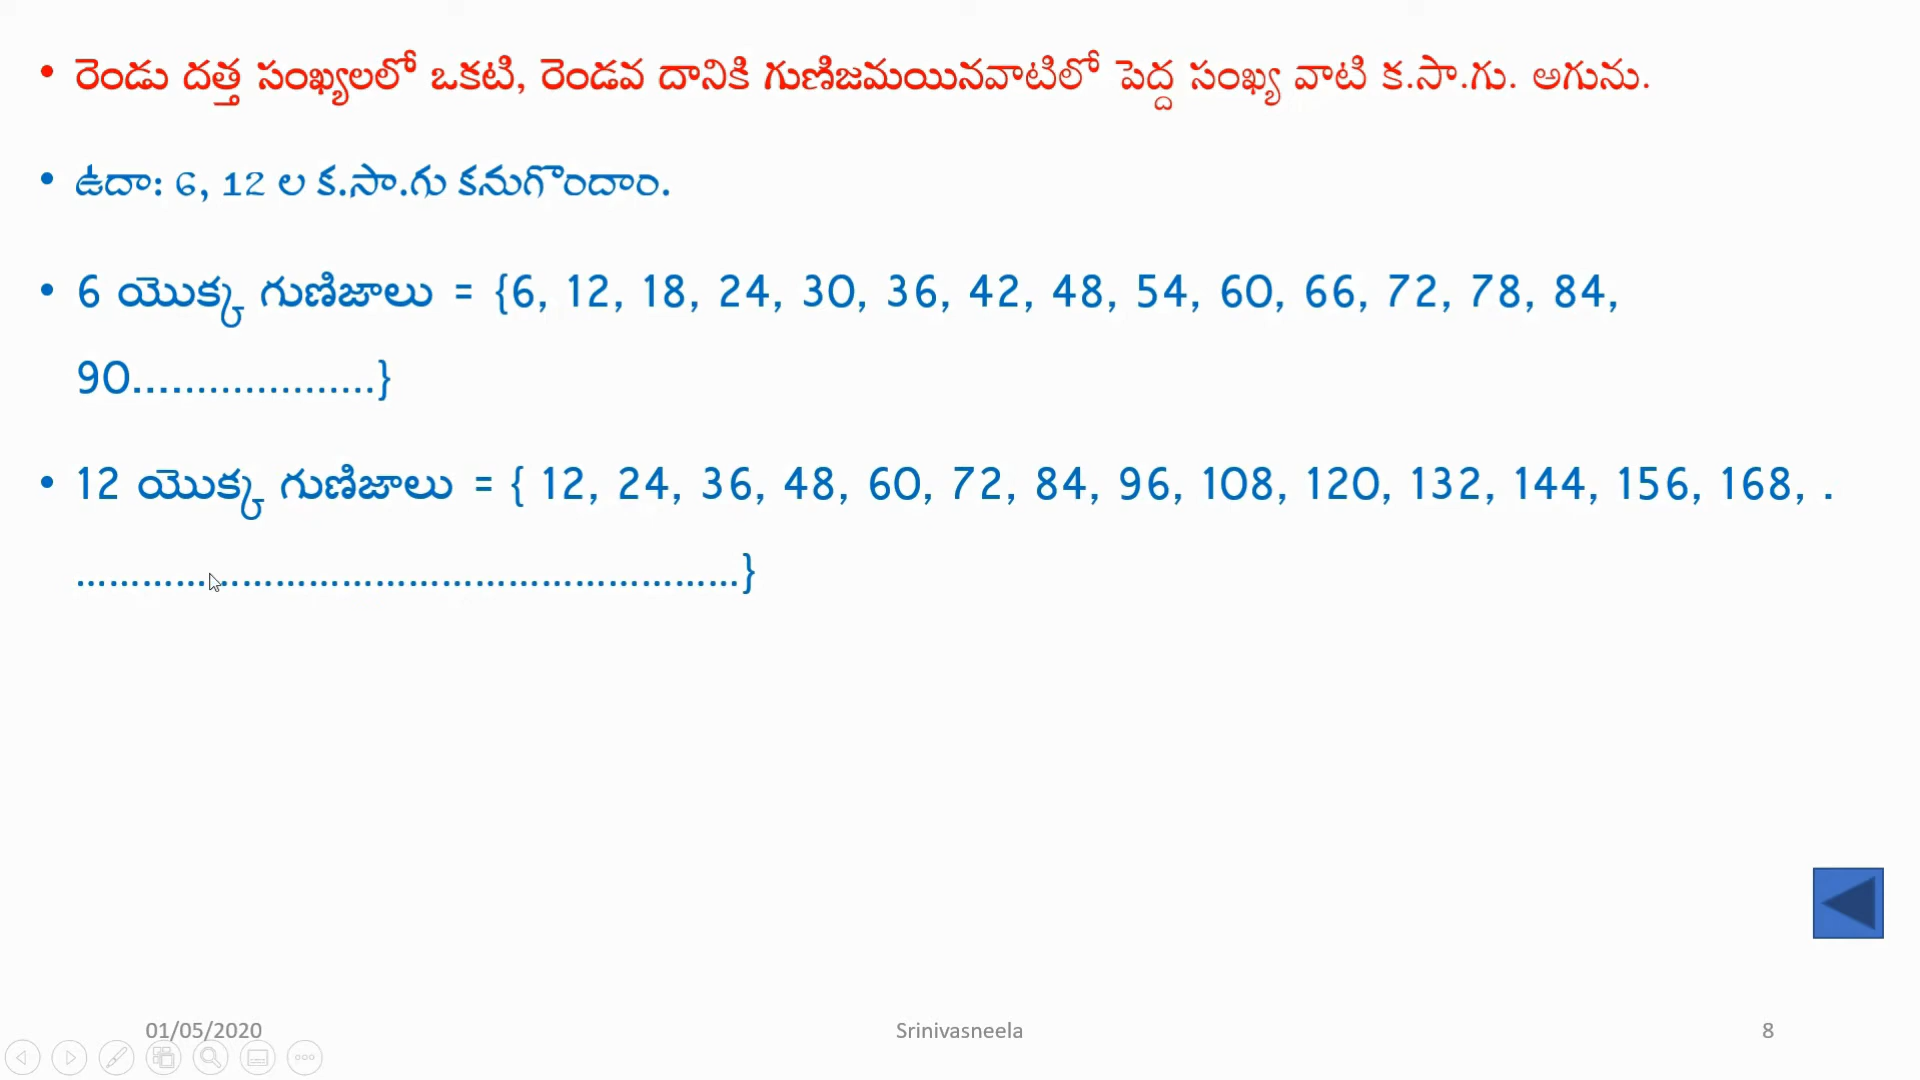 • రెండు దత్త సంఖ్యలలో ఒకటి, రెండవ దానికి గుణిజమయినవాటిలో పెద్ద సంఖ్య వాటి క.సా.గు. అగును.
• ఉదా: 6, 12 ల క.సా.గు కనుగొందాం.
• 6 యొక్క గుణిజాలు = {6, 12, 18, 24, 30, 36, 42, 48, 54, 60, 66, 72, 78, 84,
90....................}
• 12 యొక్క గుణిజాలు = { 12, 24, 36, 48, 60, 72, 84, 96, 108, 120, 132, 144, 156, 168, .
............................................................}
01/05/2020
Srinivasneela
8